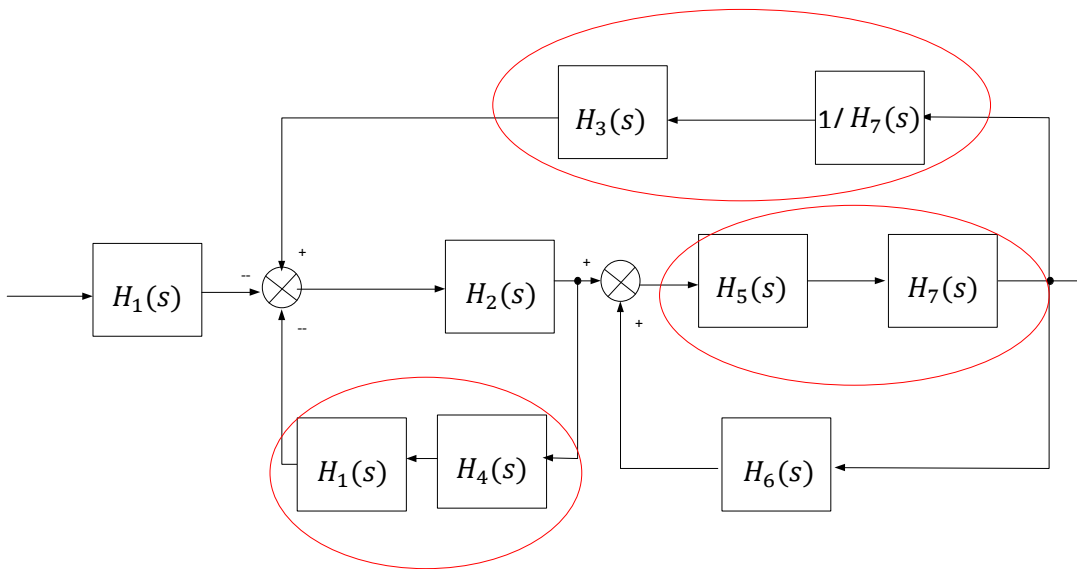 H₃(s)
1/ H₇(s)
+
H₁(s)
--
H₂(s)
+
H₅(s)
H₇(s)
--
+
H₁(s)
H₄(s)
H₆(s)